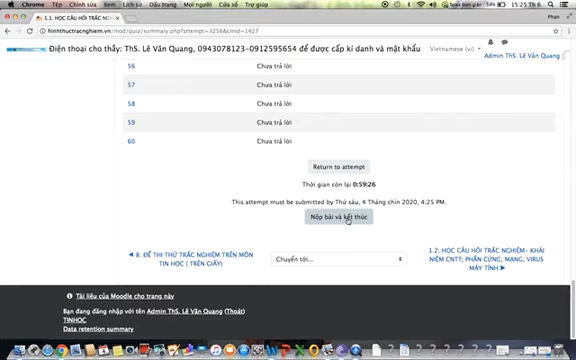 Chrome Tệp Chỉnh sửa Xem Lịch sử Dấu trang Mọi người Cửa sổ Trợ giúp
54% 15:25 Th 6
1.1. HỌC CÂU HỎI TRẮC NGHIỆM
Phan
hinhthuctracnghiem.vn/mod/quiz/summary.php?attempt=3256&cmid=1427
Điện thoại cho thầy: ThS. Lê Văn Quang, 0943078123-0912595654 để được cấp kí danh và mật khẩu
Vietnamese (vi)
Admin ThS. Lê Văn Quang
56 Chưa trả lời
57 Chưa trả lời
58 Chưa trả lời
59 Chưa trả lời
60 Chưa trả lời
Return to attempt
Thời gian còn lại 0:59:26
This attempt must be submitted by Thứ sáu, 4 Tháng chín 2020, 4:25 PM.
Nộp bài và kết thúc
◀ 8. ĐỀ THI THỬ TRẮC NGHIỆM TRÊN MÔN
TIN HỌC ( TRÊN GIẤY)
Chuyển tới...
1.2. HỌC CÂU HỎI TRẮC NGHIỆM- KHÁI
NIỆM CNTT; PHẦN CỨNG; MẠNG; VIRUS
MÁY TÍNH ▶
Tài liệu của Moodle cho trang này
Bạn đang đăng nhập với tên Admin ThS. Lê Văn Quang (Thoát)
TINHOC
Data retention summary